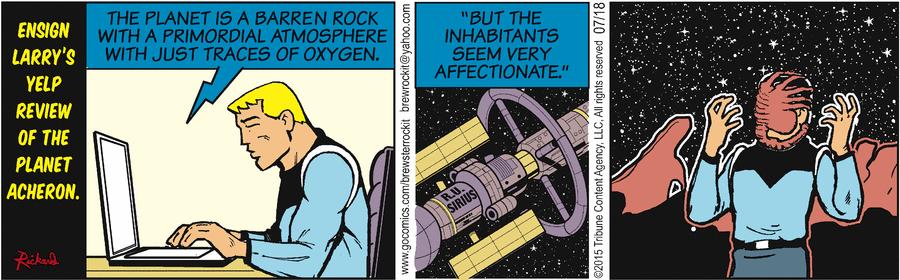 ENSIGN
LARRY'S
YELP
REVIEW
OF THE
PLANET
ACHERON.
Rickard
THE PLANET IS A BARREN ROCK
WITH A PRIMORDIAL ATMOSPHERE
WITH JUST TRACES OF OXYGEN.
www.gocomics.com/brewsterrockit brewrockit@yahoo.com
"BUT THE
INHABITANTS
SEEM VERY
AFFECTIONATE."
R.U.
SIRIUS
©2015 Tribune Content Agency, LLC. All rights reserved 07/18